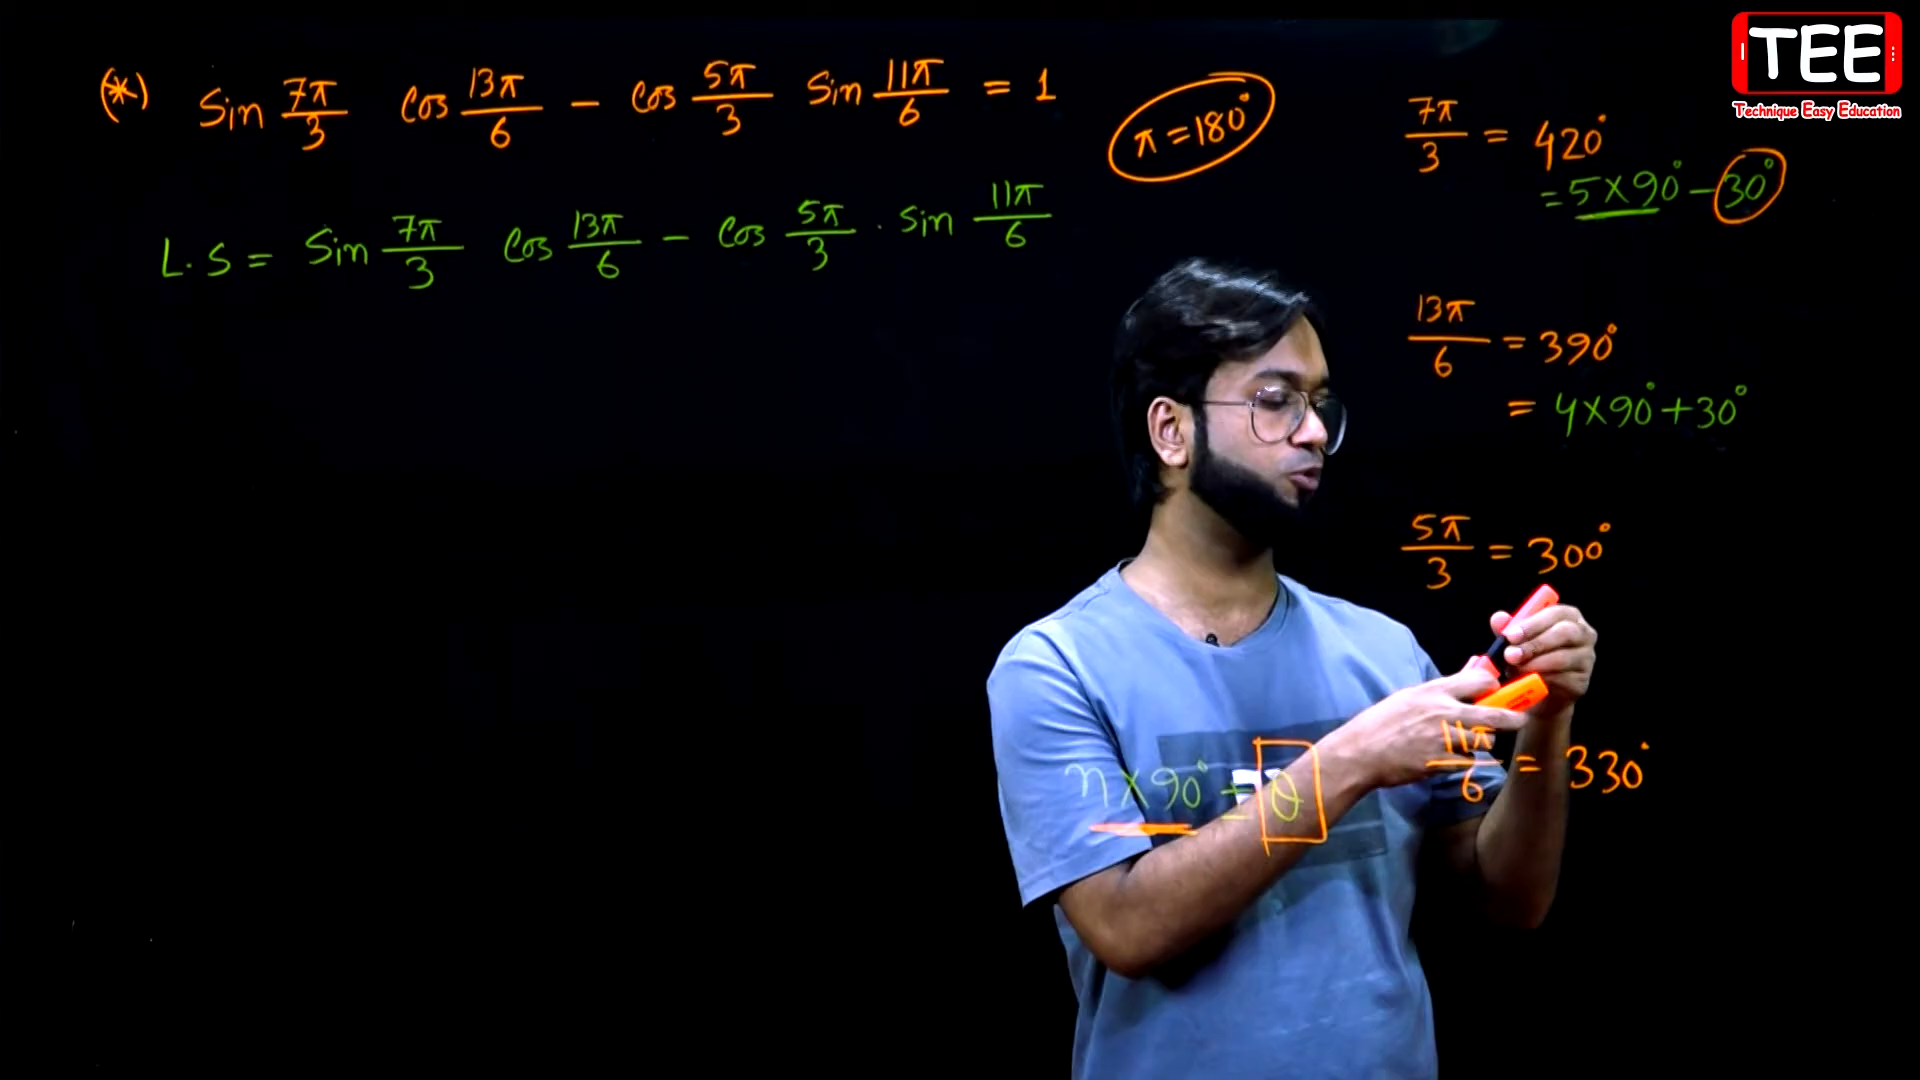 (*) Sin 7π/3 Cos 13π/6 − Cos 5π/3 Sin 11π/6 = 1
π = 180°
L.S = Sin 7π/3 Cos 13π/6 − Cos 5π/3 . Sin 11π/6
7π/3 = 420°
= 5×90° − 30°
13π/6 = 390°
= 4×90° + 30°
5π/3 = 300°
11π/6 = 330°
n×90° ± θ
TEE
Technique Easy Education